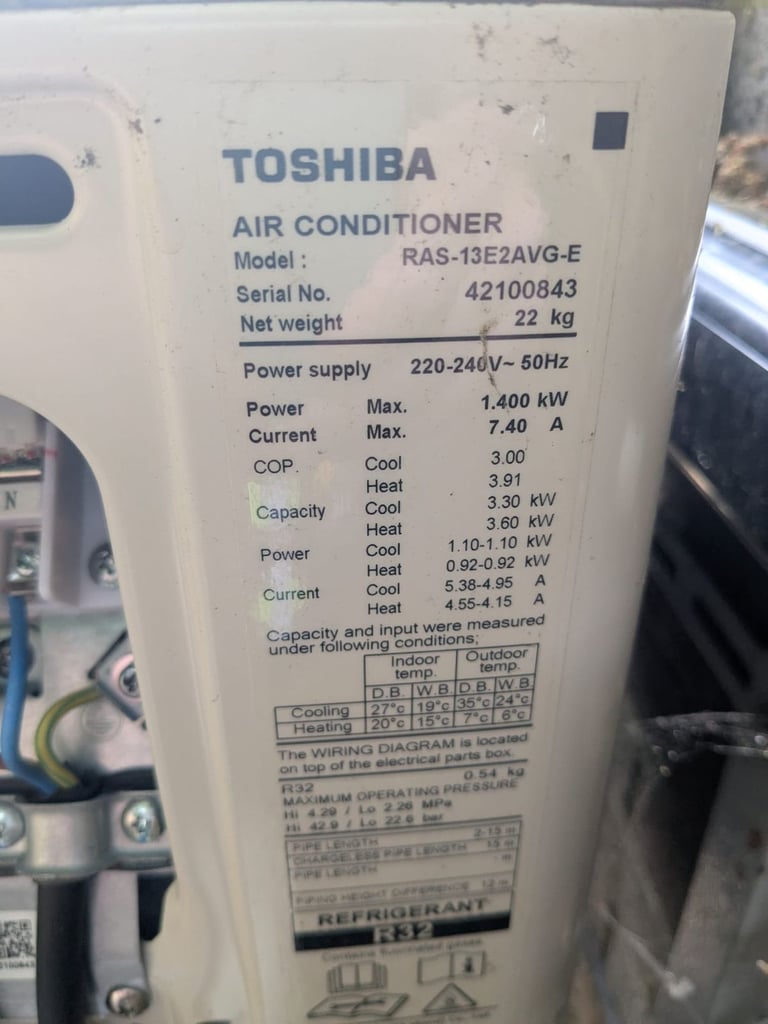 TOSHIBA
AIR CONDITIONER
Model : RAS-13E2AVG-E
Serial No. 42100843
Net weight 22 kg
Power supply 220-240V~ 50Hz
Power Max. 1.400 kW
Current Max. 7.40 A
COP. Cool 3.00
Heat 3.91
Capacity Cool 3.30 kW
Heat 3.60 kW
Power Cool 1.10-1.10 kW
Heat 0.92-0.92 kW
Current Cool 5.38-4.95 A
Heat 4.55-4.15 A
Capacity and input were measured
under following conditions;
Indoor temp. Outdoor temp.
D.B. W.B. D.B. W.B.
Cooling 27°c 19°c 35°c 24°c
Heating 20°c 15°c 7°c 6°c
The WIRING DIAGRAM is located
on top of the electrical parts box.
R32 0.54 kg
MAXIMUM OPERATING PRESSURE
Hi 4.29 / Lo 2.26 MPa
Hi 42.9 / Lo 22.6 bar
PIPE LENGTH 2-15 m
CHARGELESS PIPE LENGTH 15 m
PIPE LENGTH - m
PIPING HEIGHT DIFFERENCE 12 m
REFRIGERANT
R32
Contains fluorinated gases
N